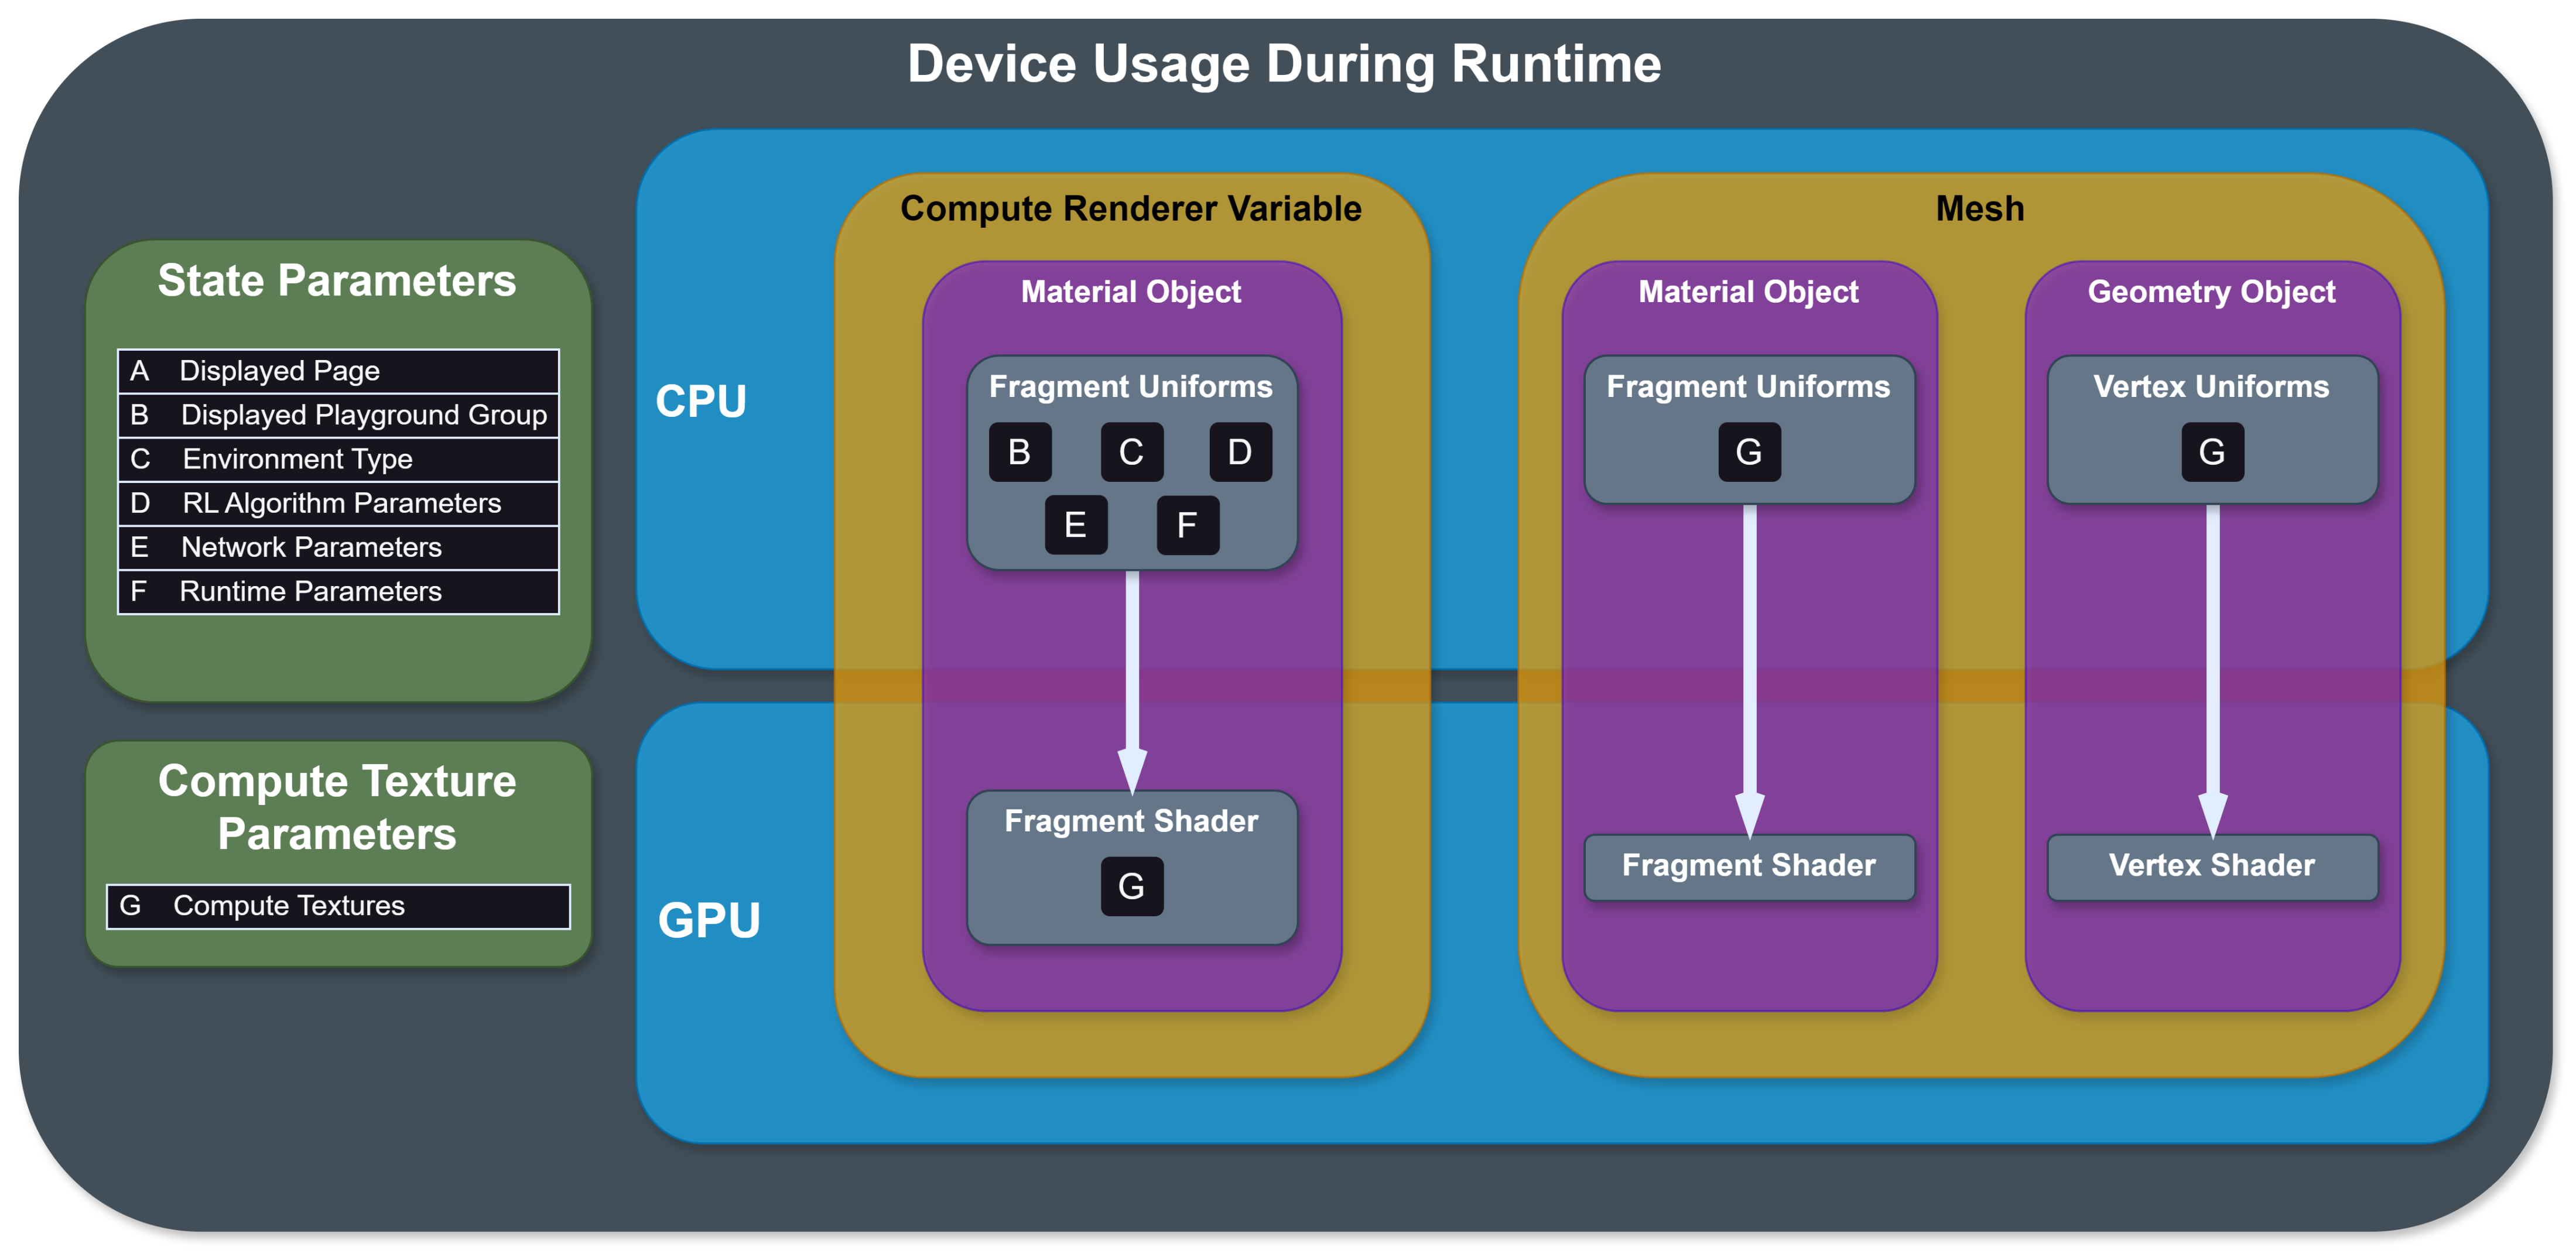 Device Usage During Runtime
State Parameters
A Displayed Page
B Displayed Playground Group
C Environment Type
D RL Algorithm Parameters
E Network Parameters
F Runtime Parameters
Compute Texture
Parameters
G Compute Textures
CPU
GPU
Compute Renderer Variable
Material Object
Fragment Uniforms
B C D
E F
Fragment Shader
G
Mesh
Material Object
Fragment Uniforms
G
Fragment Shader
Geometry Object
Vertex Uniforms
G
Vertex Shader